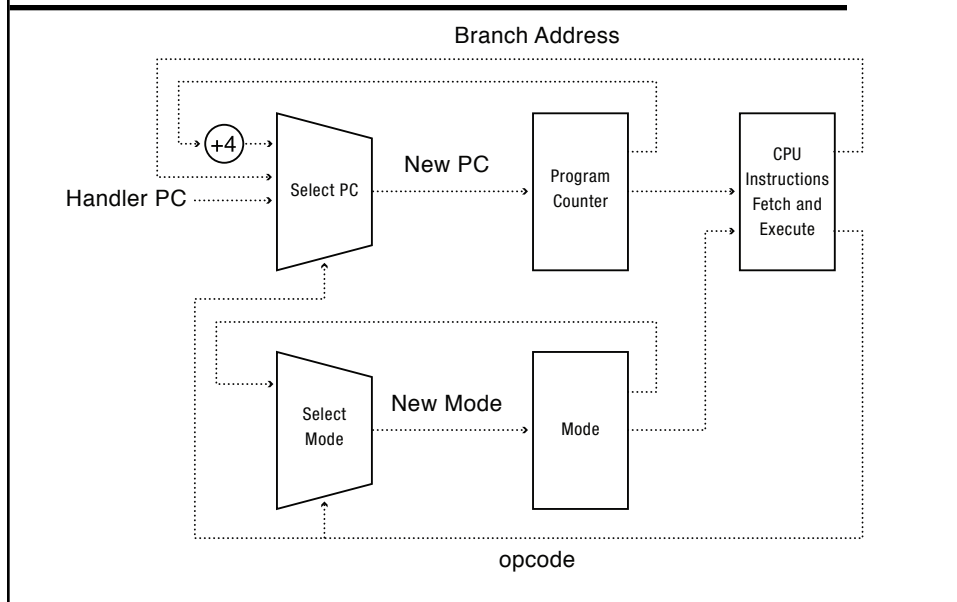 Branch Address
+4
Select PC
Handler PC
New PC
Program
Counter
CPU
Instructions
Fetch and
Execute
Select
Mode
New Mode
Mode
opcode